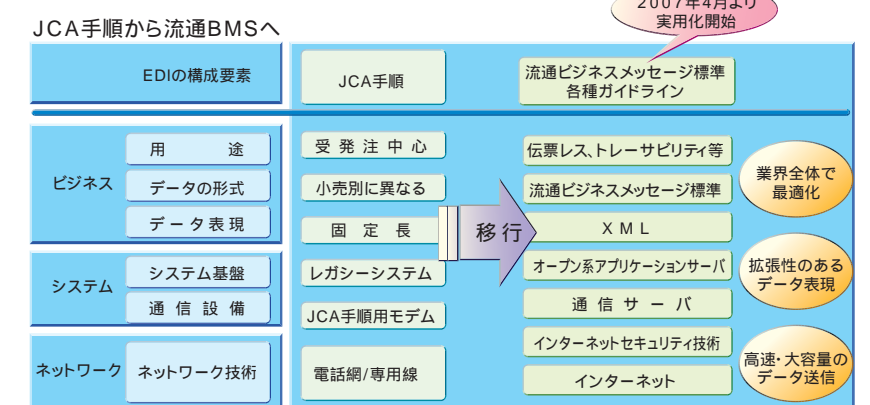 2007年4月より
実用化開始
JCA手順から流通BMSへ
EDIの構成要素
JCA手順
流通ビジネスメッセージ標準
各種ガイドライン
ビジネス
用 途
受発注中心
伝票レス、トレーサビリティ等
業界全体で
最適化
データの形式
小売別に異なる
流通ビジネスメッセージ標準
データ表現
固定長
移行
XML
システム
システム基盤
レガシーシステム
オープン系アプリケーションサーバ
拡張性のある
データ表現
通信設備
JCA手順用モデム
通信サーバ
ネットワーク
ネットワーク技術
電話網/専用線
インターネットセキュリティ技術
インターネット
高速・大容量の
データ送信